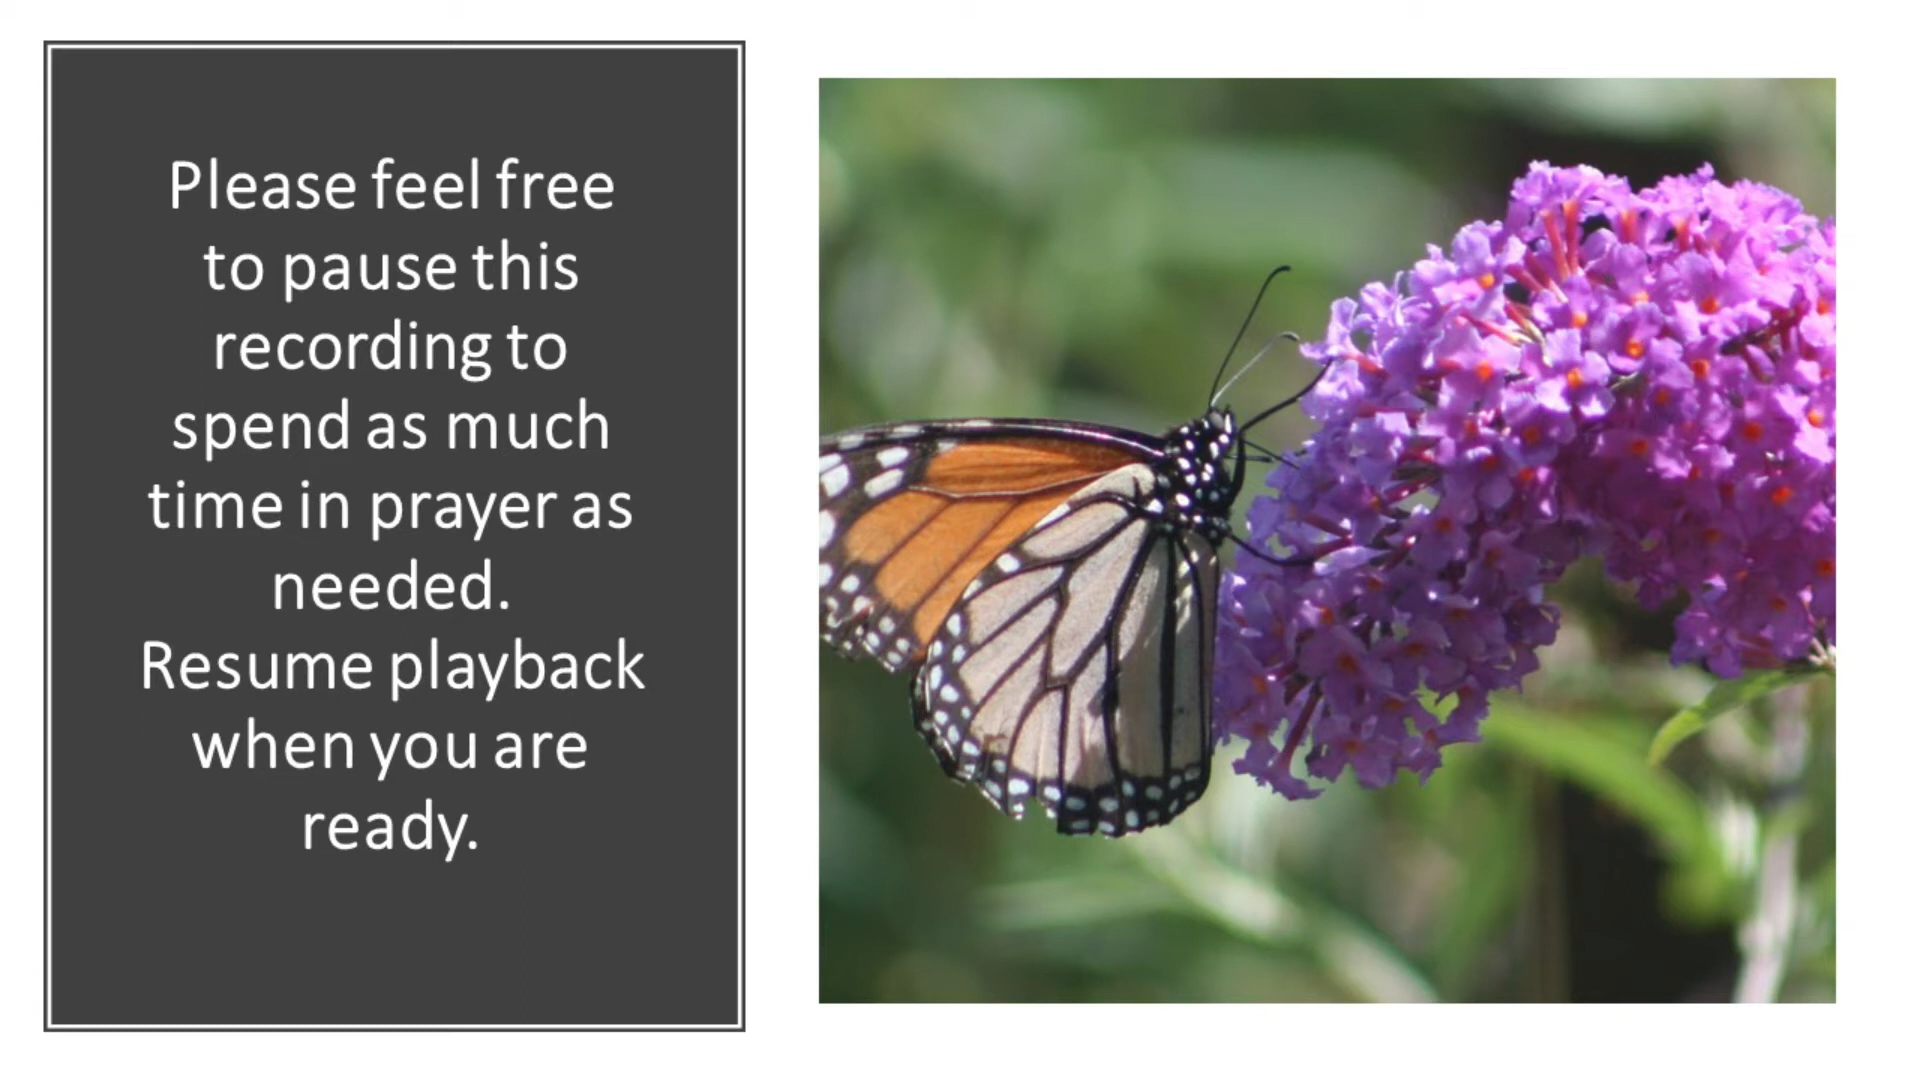 Please feel free
to pause this
recording to
spend as much
time in prayer as
needed.
Resume playback
when you are
ready.